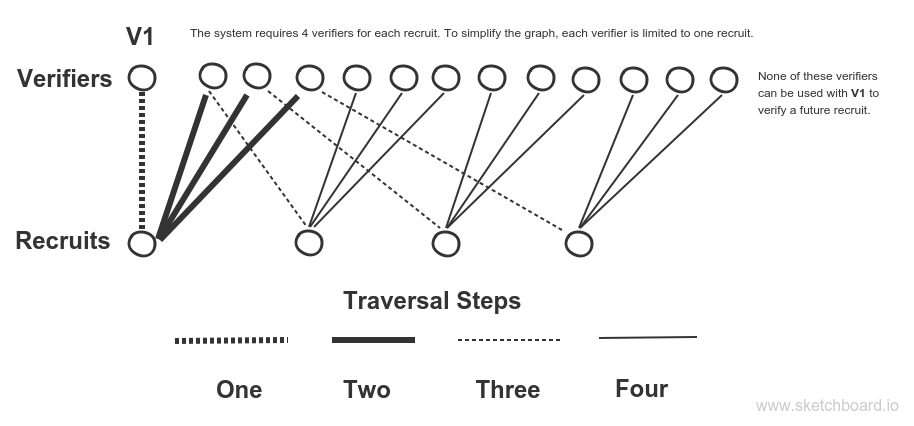 V1
The system requires 4 verifiers for each recruit. To simplify the graph, each verifier is limited to one recruit.
Verifiers
None of these verifiers
can be used with V1 to
verify a future recruit.
Recruits
Traversal Steps
One Two Three Four
www.sketchboard.io